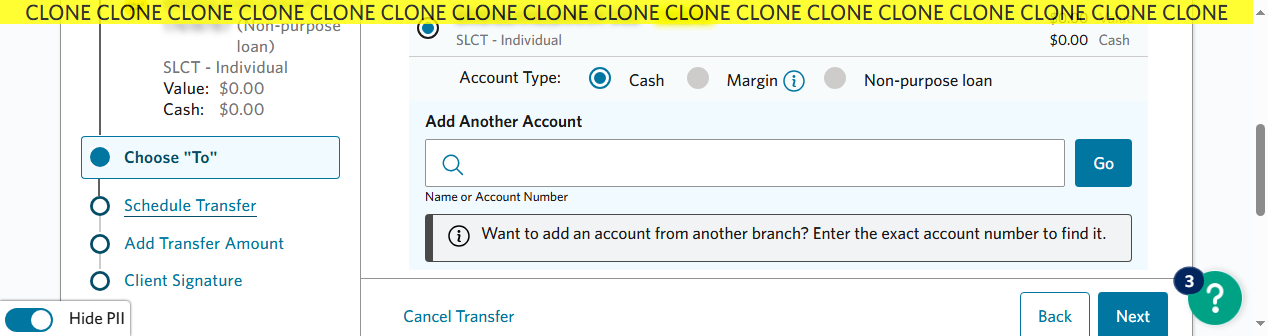 CLONE CLONE CLONE CLONE CLONE CLONE CLONE CLONE CLONE CLONE CLONE CLONE CLONE CLONE CLONE CLONE CLONE
(Non-purpose
loan)
SLCT - Individual
Value: $0.00
Cash: $0.00
Choose "To"
Schedule Transfer
Add Transfer Amount
Client Signature
Hide PII
SLCT - Individual
$0.00 Cash
Account Type: Cash Margin Non-purpose loan
Add Another Account
Go
Name or Account Number
Want to add an account from another branch? Enter the exact account number to find it.
Cancel Transfer
Back
Next
3
?